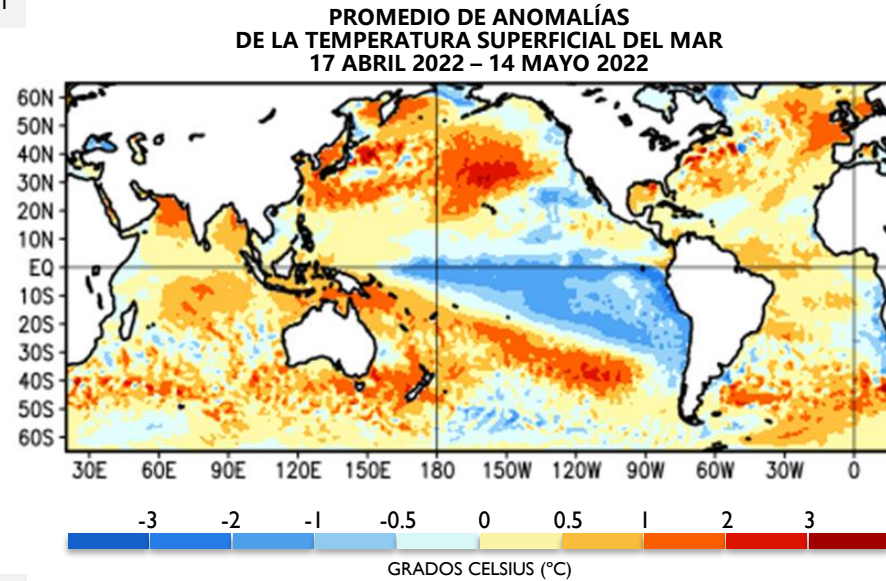 PROMEDIO DE ANOMALÍAS
DE LA TEMPERATURA SUPERFICIAL DEL MAR
17 ABRIL 2022 – 14 MAYO 2022
60N
50N
40N
30N
20N
10N
EQ
10S
20S
30S
40S
50S
60S
30E 60E 90E 120E 150E 180 150W 120W 90W 60W 30W 0
-3 -2 -1 -0.5 0 0.5 1 2 3
GRADOS CELSIUS (°C)